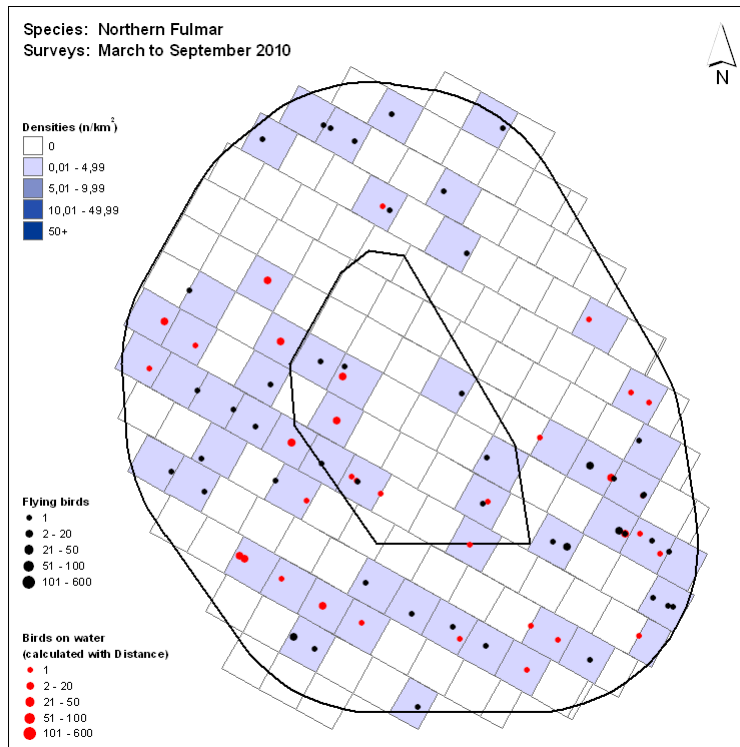 Species: Northern Fulmar
Surveys: March to September 2010
N
Densities (n/km²)
0
0,01 - 4,99
5,01 - 9,99
10,01 - 49,99
50+
Flying birds
1
2 - 20
21 - 50
51 - 100
101 - 600
Birds on water
(calculated with Distance)
1
2 - 20
21 - 50
51 - 100
101 - 600